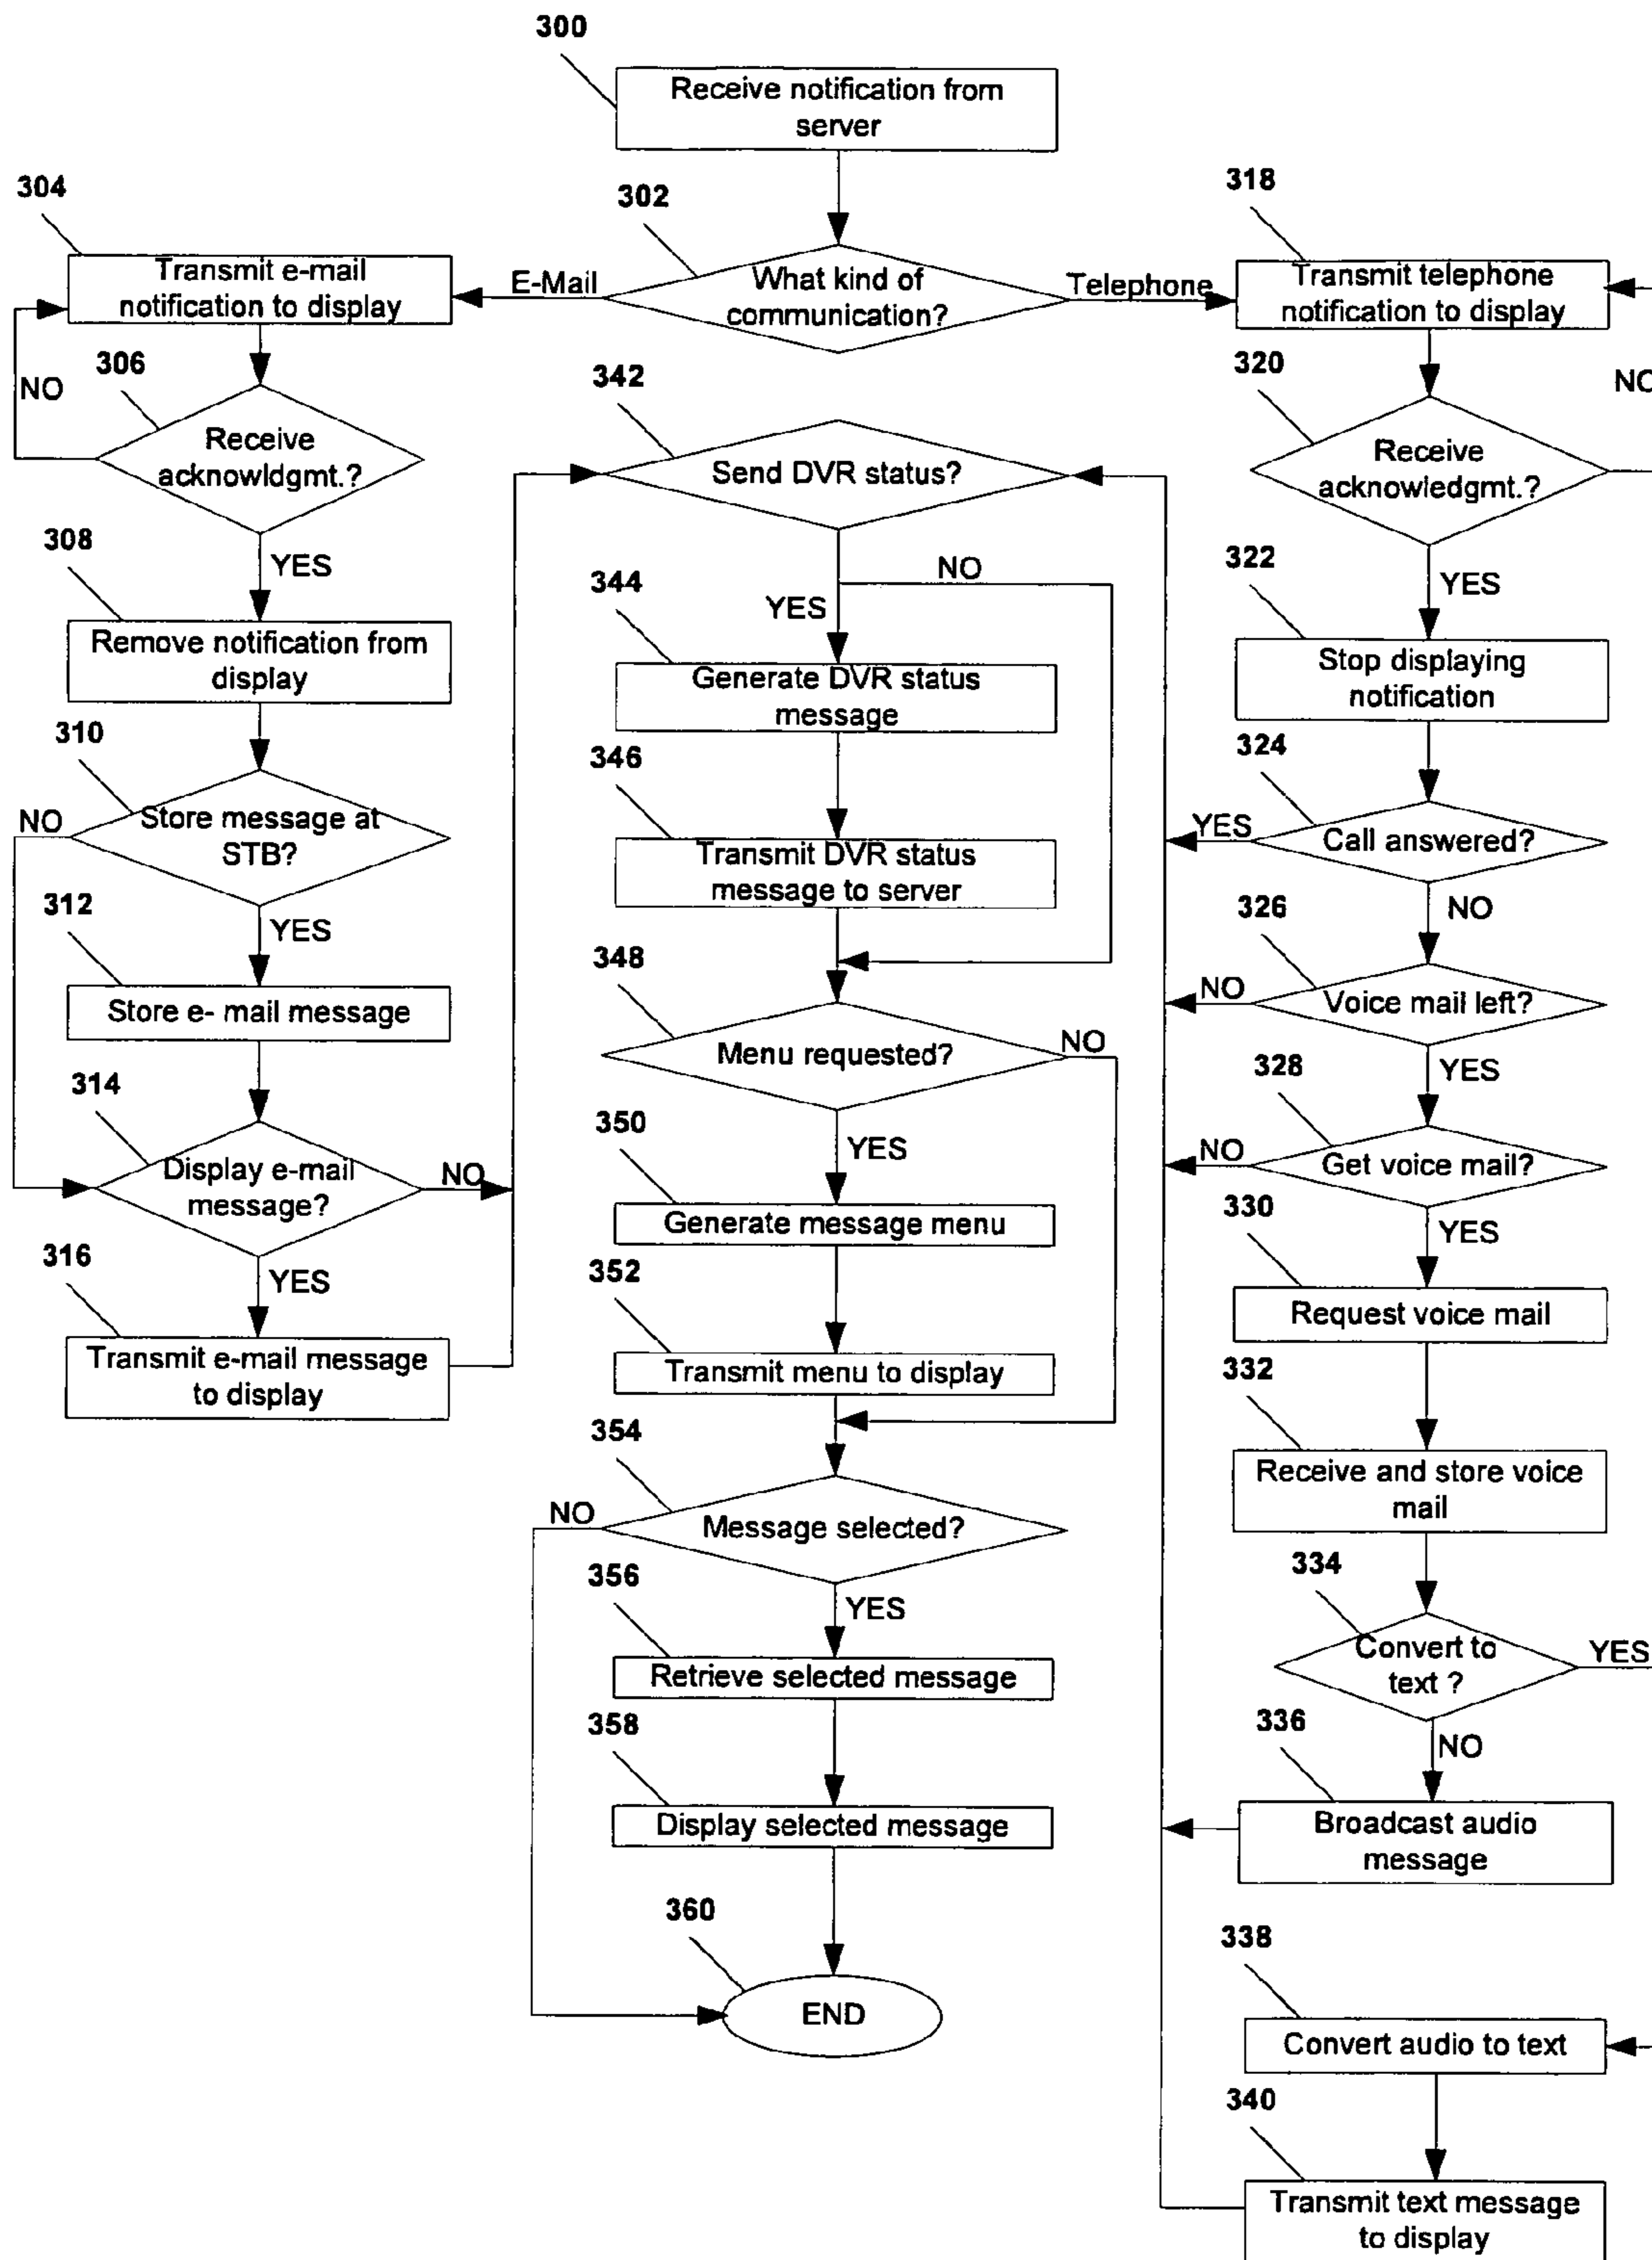 300
Receive notification from
server
302
What kind of
communication?
E-Mail
Telephone
304
Transmit e-mail
notification to display
306
NO
Receive
acknowldgmt.?
YES
308
Remove notification from
display
310
NO
Store message at
STB?
YES
312
Store e- mail message
314
Display e-mail
message?
NO
YES
316
Transmit e-mail message
to display
342
Send DVR status?
NO
YES
344
Generate DVR status
message
346
Transmit DVR status
message to server
348
Menu requested?
NO
YES
350
Generate message menu
352
Transmit menu to display
354
NO
Message selected?
YES
356
Retrieve selected message
358
Display selected message
360
END
318
Transmit telephone
notification to display
320
NO
Receive
acknowledgmt.?
YES
322
Stop displaying
notification
324
YES
Call answered?
NO
326
NO
Voice mail left?
YES
328
NO
Get voice mail?
YES
330
Request voice mail
332
Receive and store voice
mail
334
Convert to
text ?
YES
NO
336
Broadcast audio
message
338
Convert audio to text
340
Transmit text message
to display